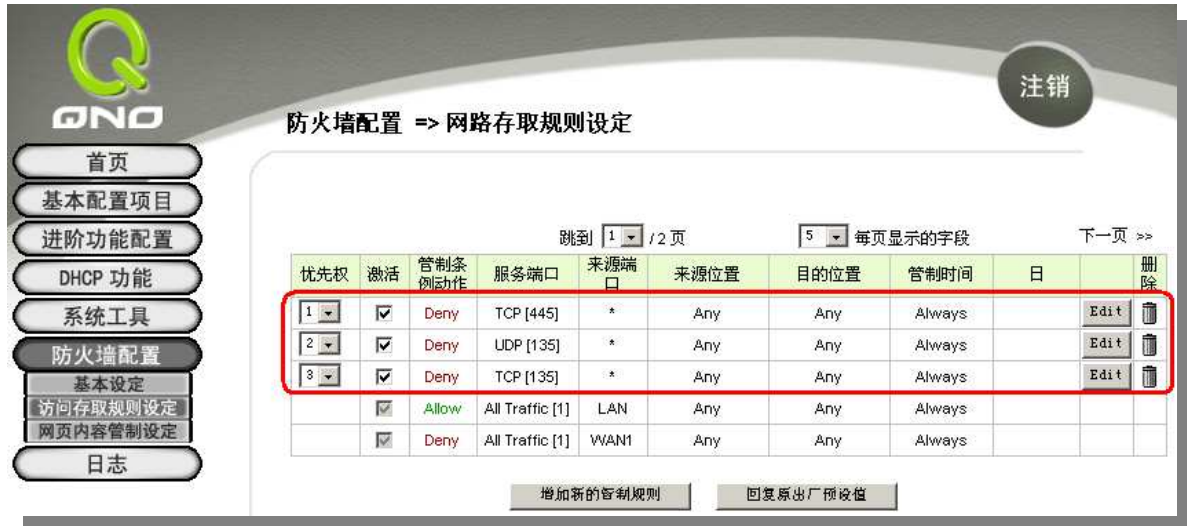 QNO
注销
防火墙配置 => 网路存取规则设定
首页
基本配置项目
进阶功能配置
DHCP 功能
系统工具
防火墙配置
基本设定
访问存取规则设定
网页内容管制设定
日志
跳到 1 / 2 页 5 每页显示的字段 下一页 >>
优先权 激活 管制条例动作 服务端口 来源端口 来源位置 目的位置 管制时间 日 删除
1 Deny TCP [445] * Any Any Always Edit
2 Deny UDP [135] * Any Any Always Edit
3 Deny TCP [135] * Any Any Always Edit
Allow All Traffic [1] LAN Any Any Always
Deny All Traffic [1] WAN1 Any Any Always
增加新的管制规则 回复原出厂预设值